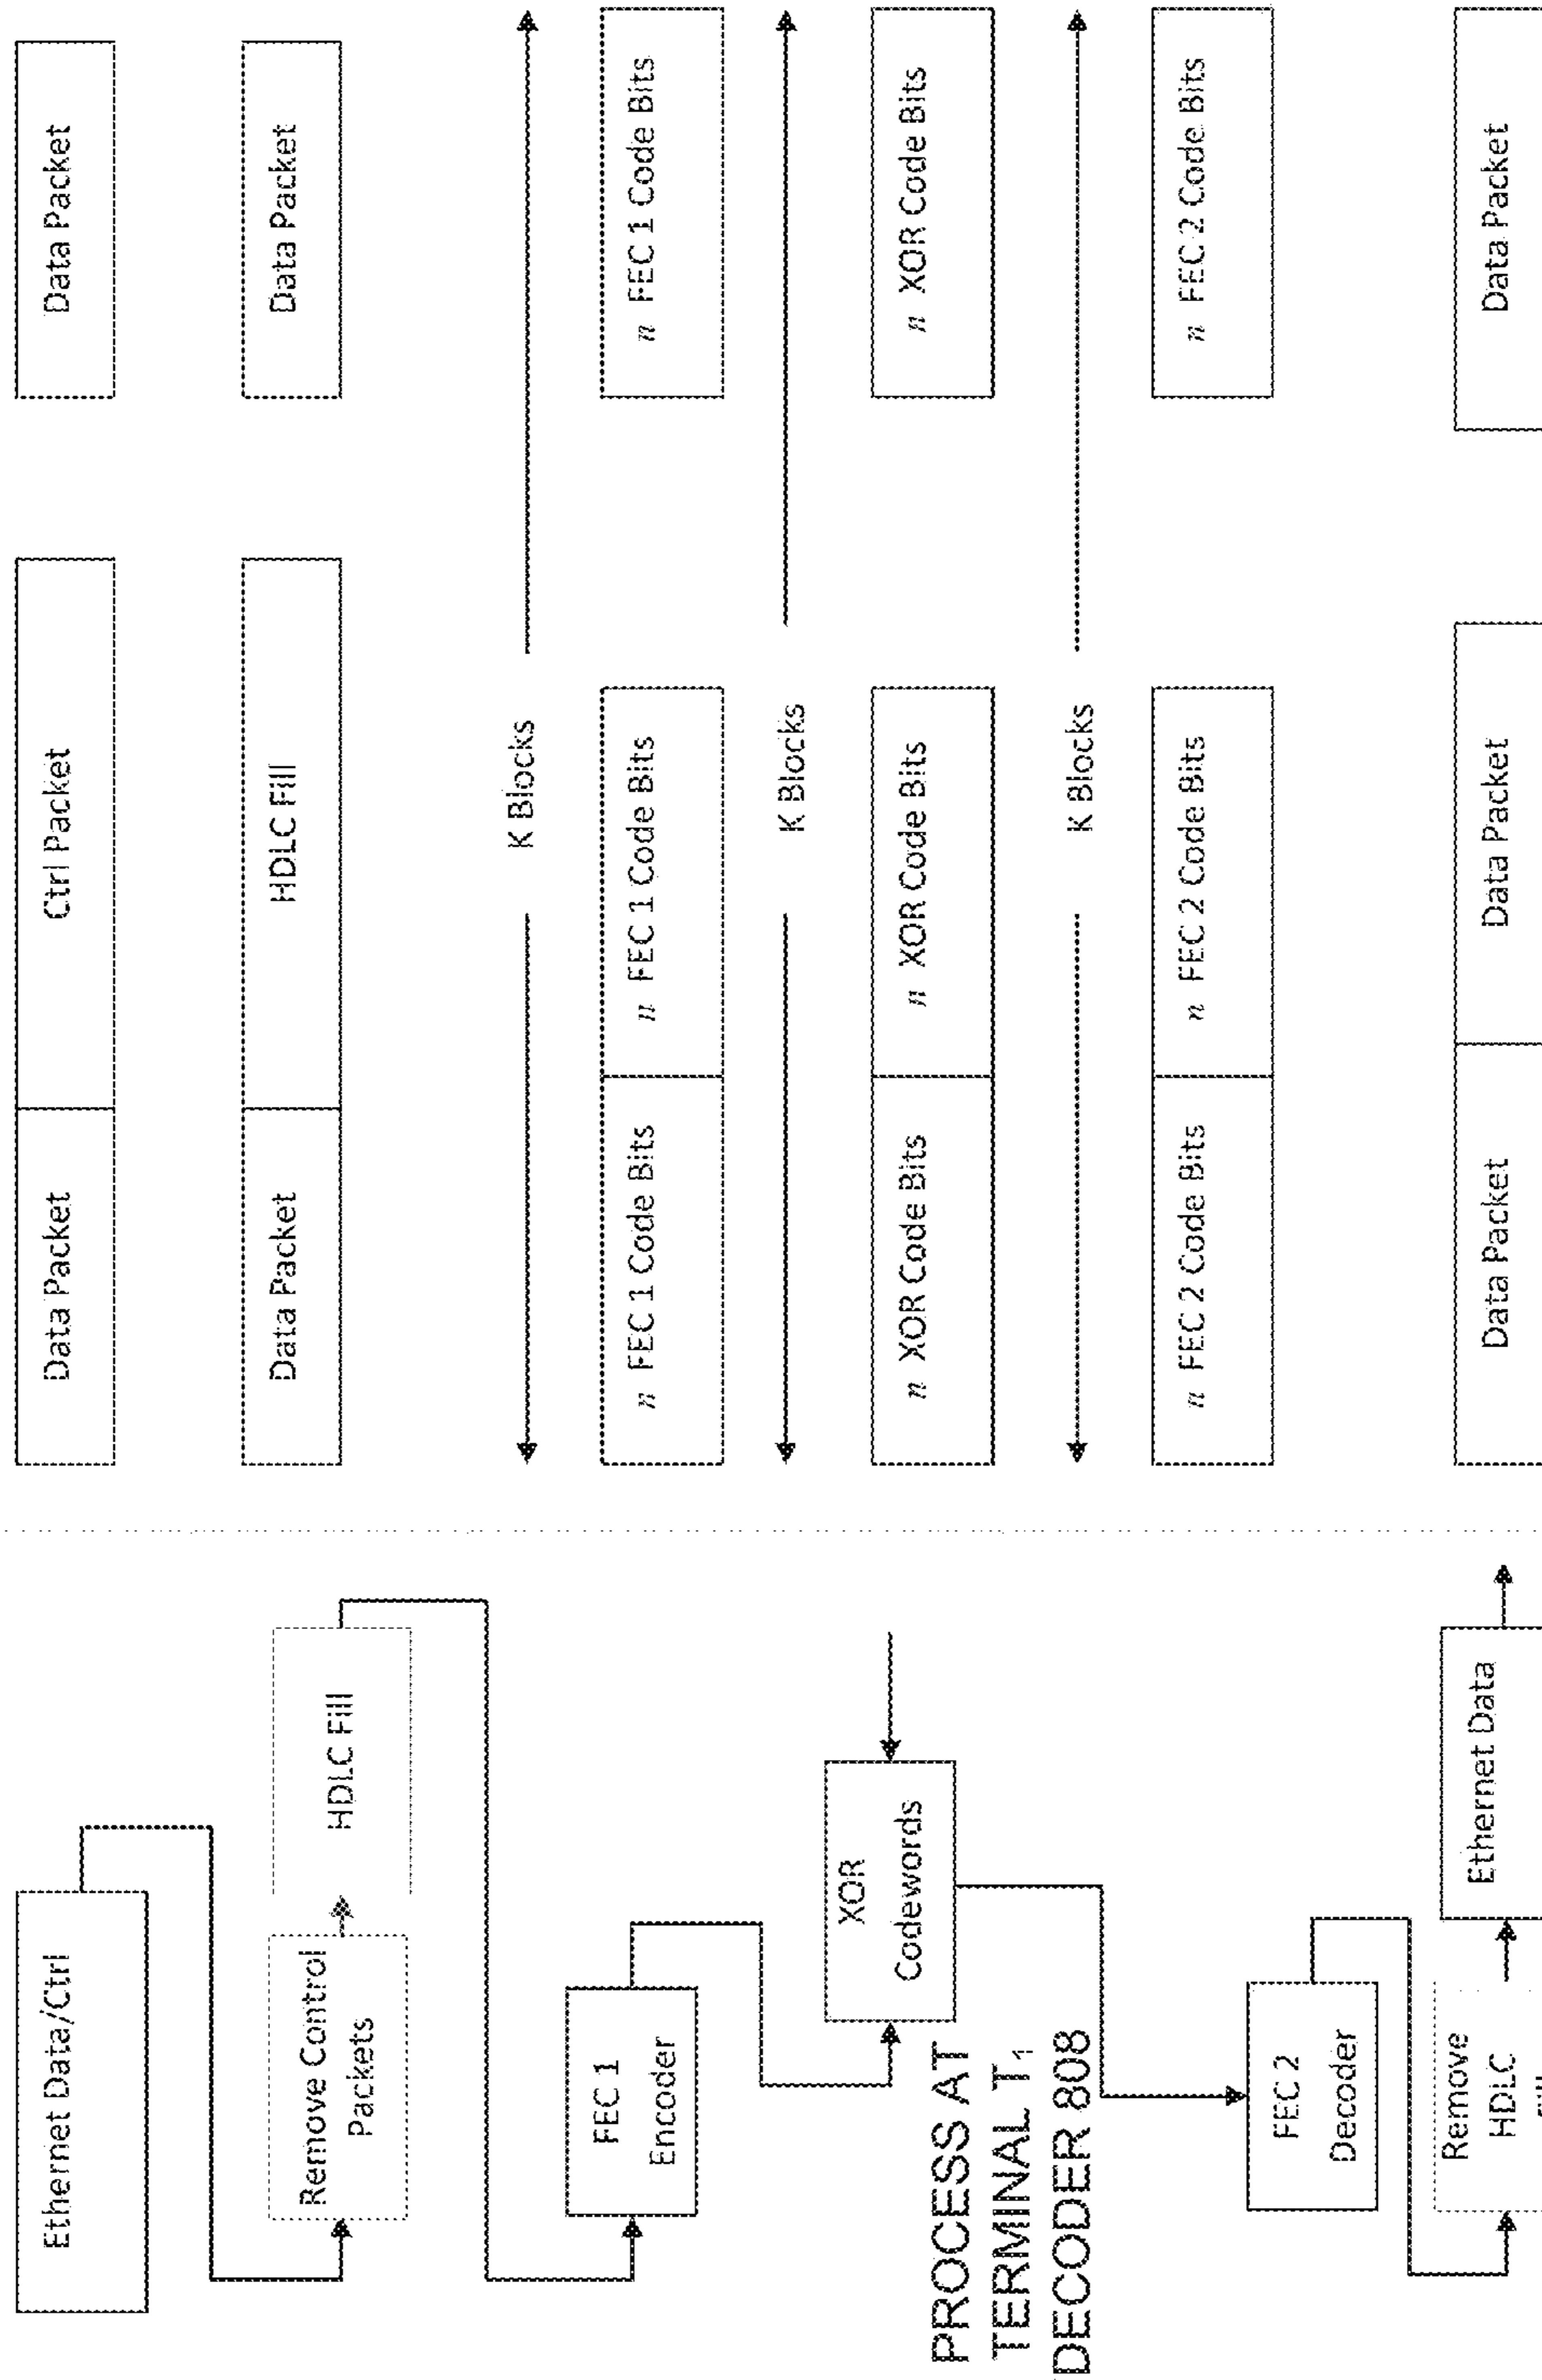 Ethernet Data/Ctrl
Data Packet
Ctrl Packet
Data Packet
Remove Control
Packets
HDLC Fill
Data Packet
HDLC Fill
Data Packet
K Blocks
FEC 1
Encoder
n FEC 1 Code Bits
n FEC 1 Code Bits
n FEC 1 Code Bits
K Blocks
XOR
Codewords
n XOR Code Bits
n XOR Code Bits
n XOR Code Bits
PROCESS AT
TERMINAL T₁
DECODER 808
K Blocks
FEC 2
Decoder
n FEC 2 Code Bits
n FEC 2 Code Bits
n FEC 2 Code Bits
Remove
HDLC
Ethernet Data
Data Packet
Data Packet
Data Packet